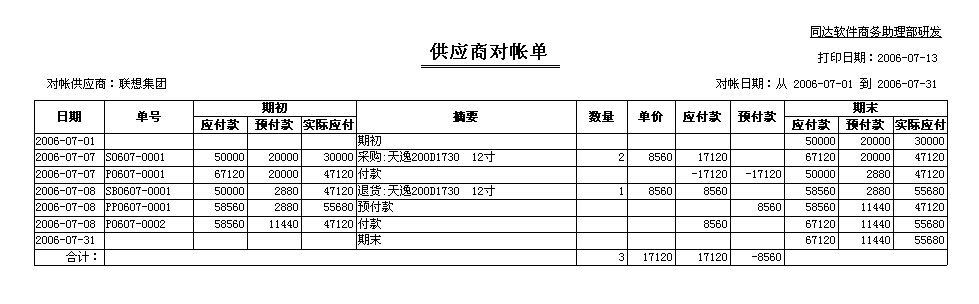 同达软件商务助理部研发
供应商对帐单
打印日期：2006-07-13
对帐供应商：联想集团 对帐日期：从 2006-07-01 到 2006-07-31
日期 单号 期初 摘要 数量 单价 应付款 预付款 期末
应付款 预付款 实际应付 应付款 预付款 实际应付
2006-07-01 期初 50000 20000 30000
2006-07-07 S0607-0001 50000 20000 30000 采购:天逸200D1730 12寸 2 8560 17120 67120 20000 47120
2006-07-07 P0607-0001 67120 20000 47120 付款 -17120 -17120 50000 2880 47120
2006-07-08 SB0607-0001 50000 2880 47120 退货:天逸200D1730 12寸 1 8560 8560 58560 2880 55680
2006-07-08 PP0607-0001 58560 2880 55680 预付款 8560 58560 11440 47120
2006-07-08 P0607-0002 58560 11440 47120 付款 8560 67120 11440 55680
2006-07-31 期末 67120 11440 55680
合计： 3 17120 17120 -8560